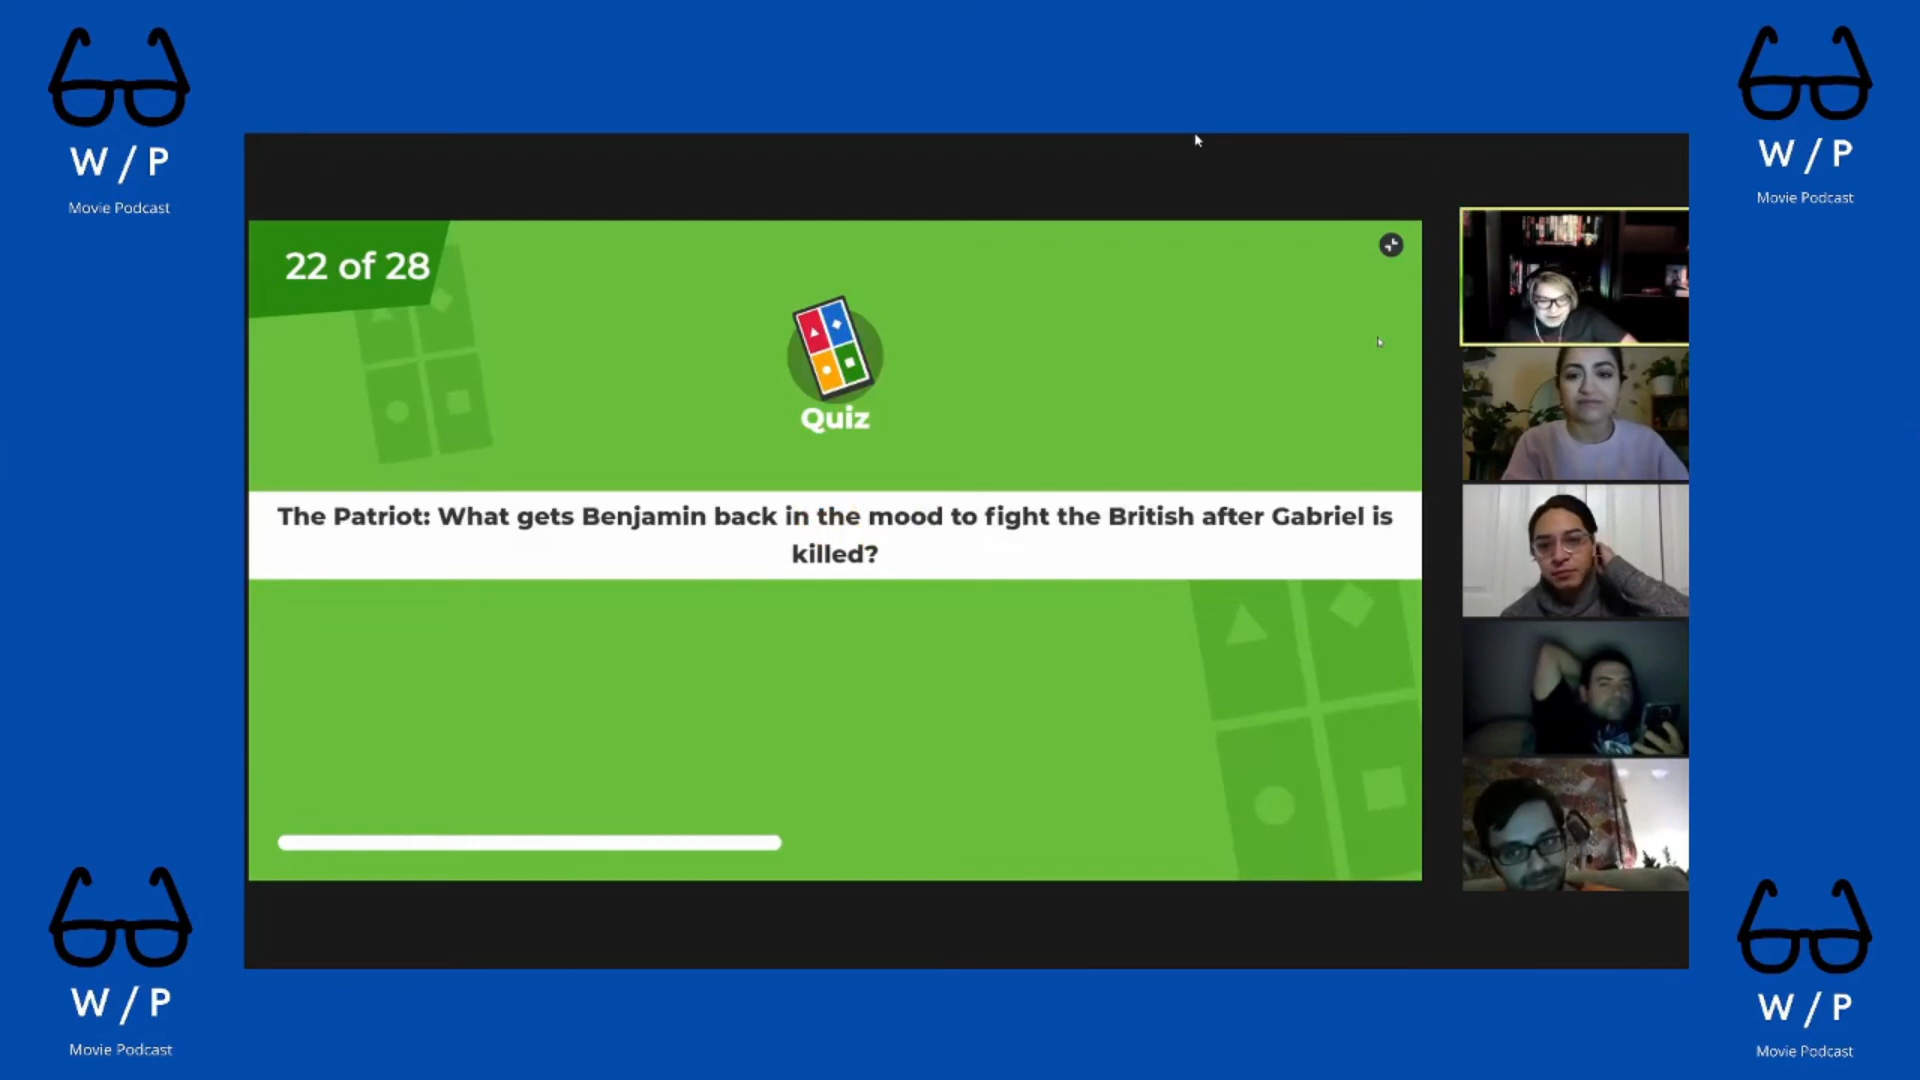 W / P
Movie Podcast
W / P
Movie Podcast
22 of 28
Quiz
The Patriot: What gets Benjamin back in the mood to fight the British after Gabriel is
killed?
W / P
Movie Podcast
W / P
Movie Podcast